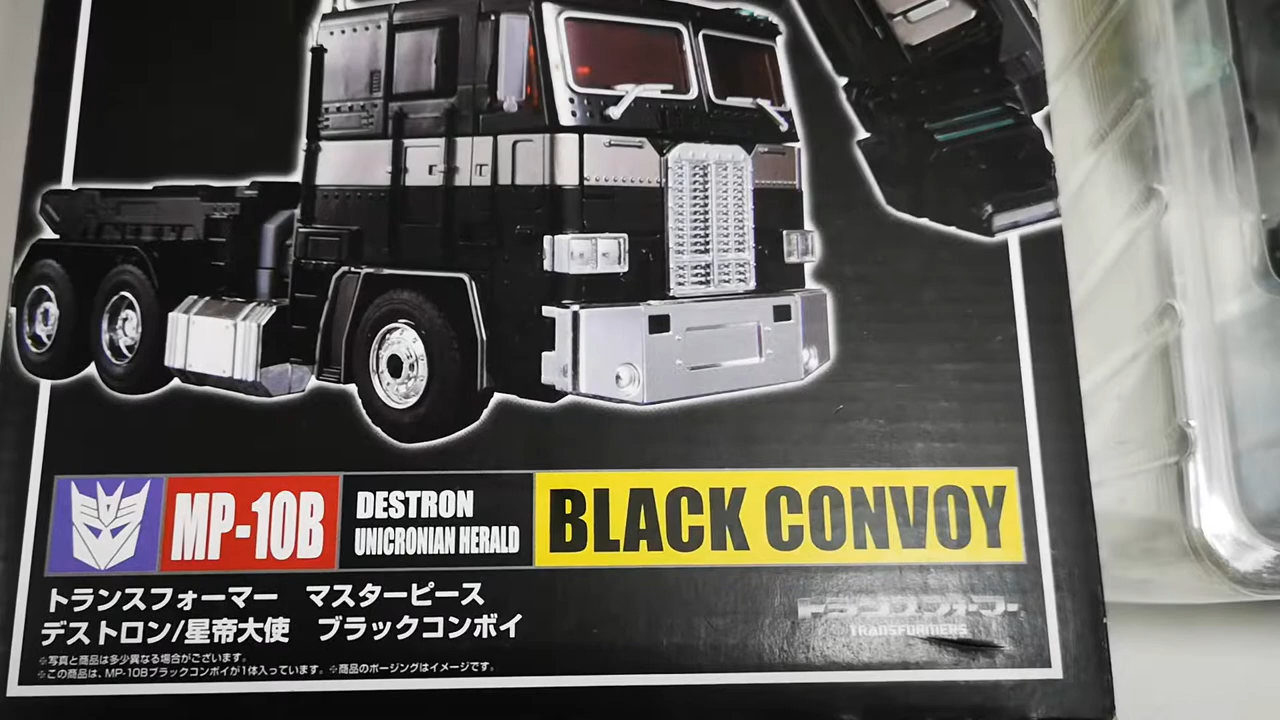 MP-10B
DESTRON
UNICRONIAN HERALD
BLACK CONVOY
トランスフォーマー　マスターピース
デストロン/星帝大使　ブラックコンボイ
※写真と商品は多少異なる場合がございます。
※この商品は、MP-10Bブラックコンボイが1体入っています。※商品のポージングはイメージです。
トランスフォーマー
TRANSFORMERS